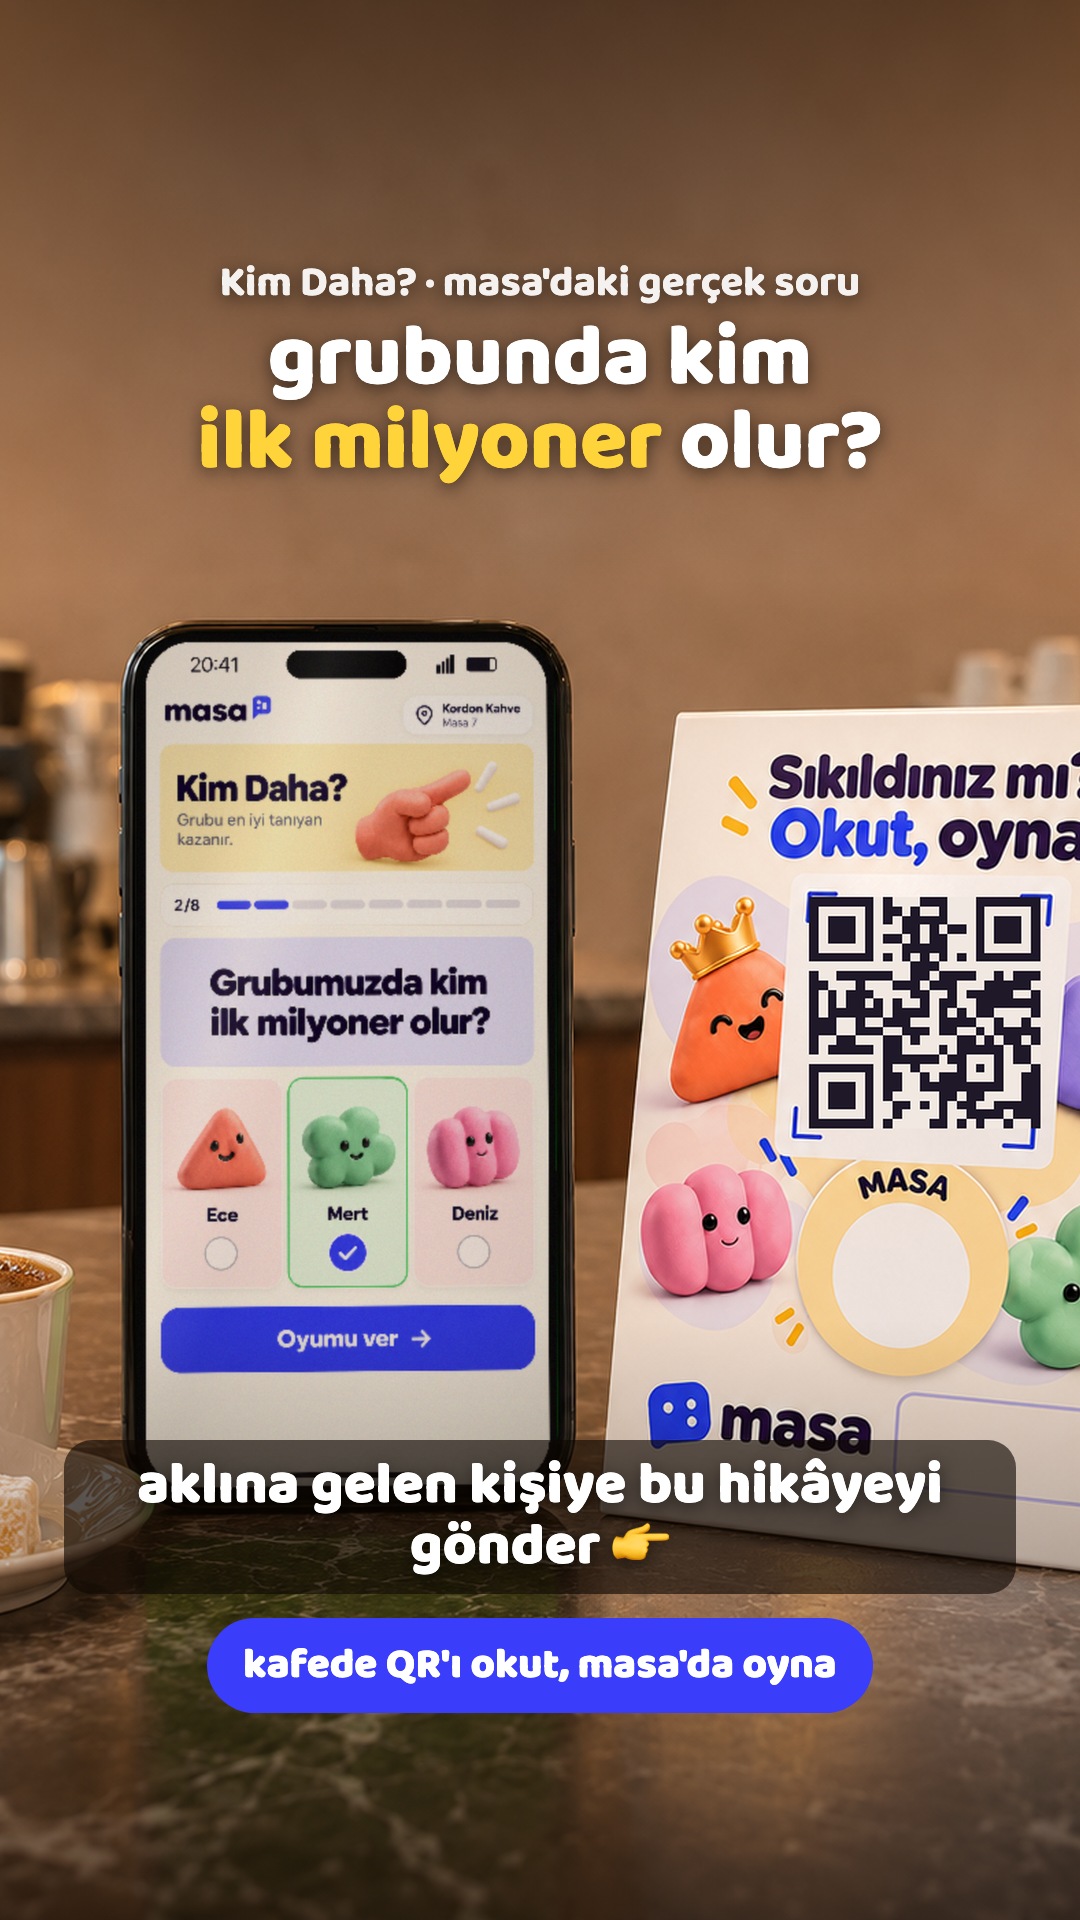 Kim Daha? · masa'daki gerçek soru
grubunda kim
ilk milyoner olur?
20:41
masa
Kordon Kahve
Masa 7
Kim Daha?
Grubu en iyi tanıyan
kazanır.
2/8
Grubumuzda kim
ilk milyoner olur?
Ece
Mert
Deniz
Oyumu ver →
Sıkıldınız mı?
Okut, oyna
MASA
masa
aklına gelen kişiye bu hikâyeyi
gönder 👉
kafede QR'ı okut, masa'da oyna